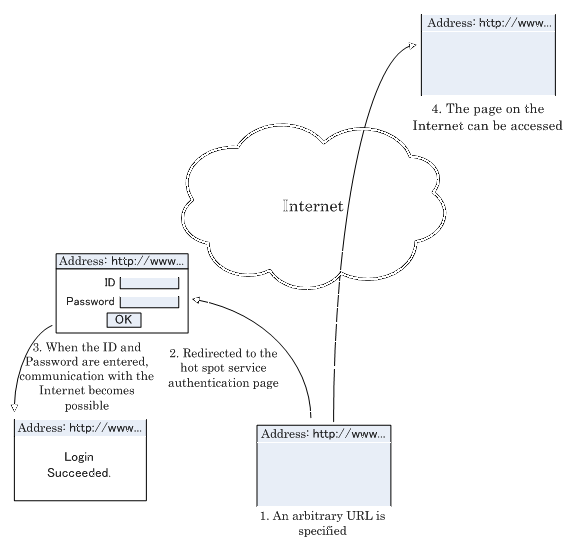 Address: http://www...
4. The page on the
Internet can be accessed
Internet
Address: http://www...
ID
Password
OK
3. When the ID and
Password are entered,
communication with the
Internet becomes
possible
2. Redirected to the
hot spot service
authentication page
Address: http://www...
Login
Succeeded.
Address: http://www...
1. An arbitrary URL is
specified